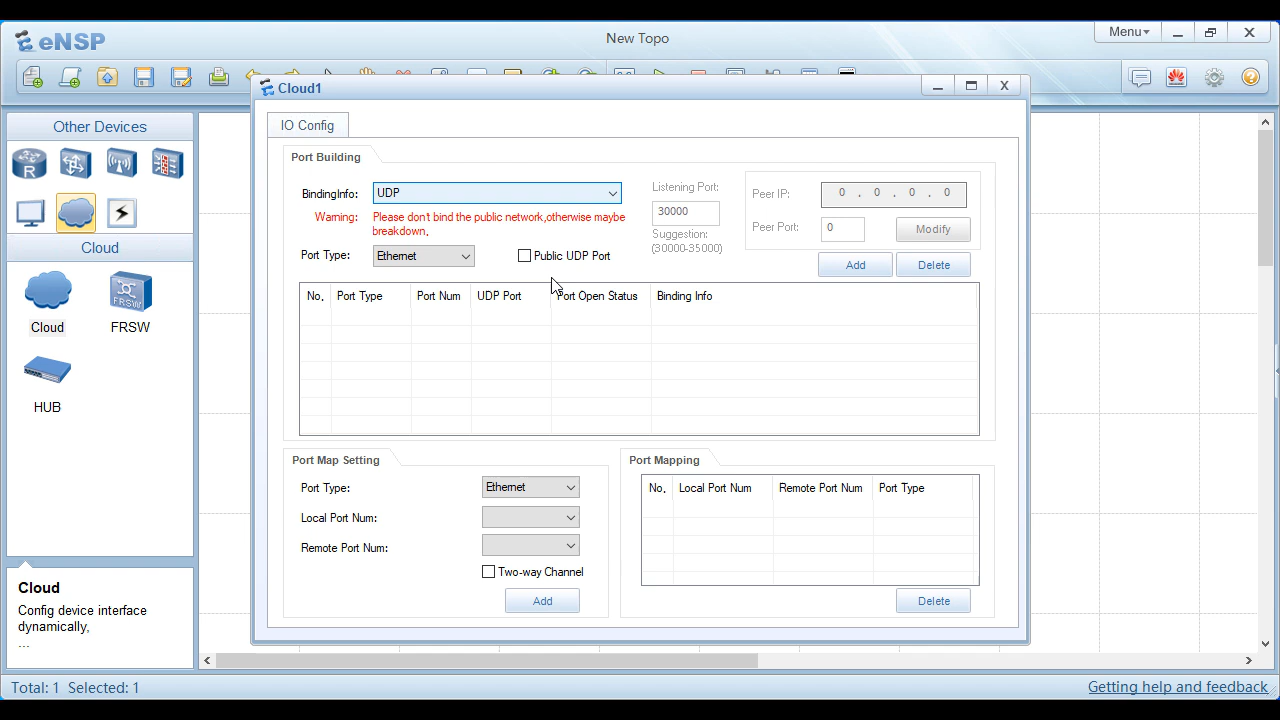 eNSP
New Topo
Menu
Cloud1
Other Devices
IO Config
Port Building
BindingInfo:
UDP
Listening Port:
30000
Suggestion:
(30000-35000)
Peer IP:
0 . 0 . 0 . 0
Warning:
Please don't bind the public network,otherwise maybe
breakdown.
Peer Port:
0
Modify
Port Type:
Ethernet
Public UDP Port
Add
Delete
Cloud
Cloud
FRSW
HUB
No.
Port Type
Port Num
UDP Port
Port Open Status
Binding Info
Port Map Setting
Port Type:
Ethernet
Local Port Num:
Remote Port Num:
Two-way Channel
Add
Port Mapping
No.
Local Port Num
Remote Port Num
Port Type
Delete
Cloud
Config device interface
dynamically,
...
Total: 1 Selected: 1
Getting help and feedback